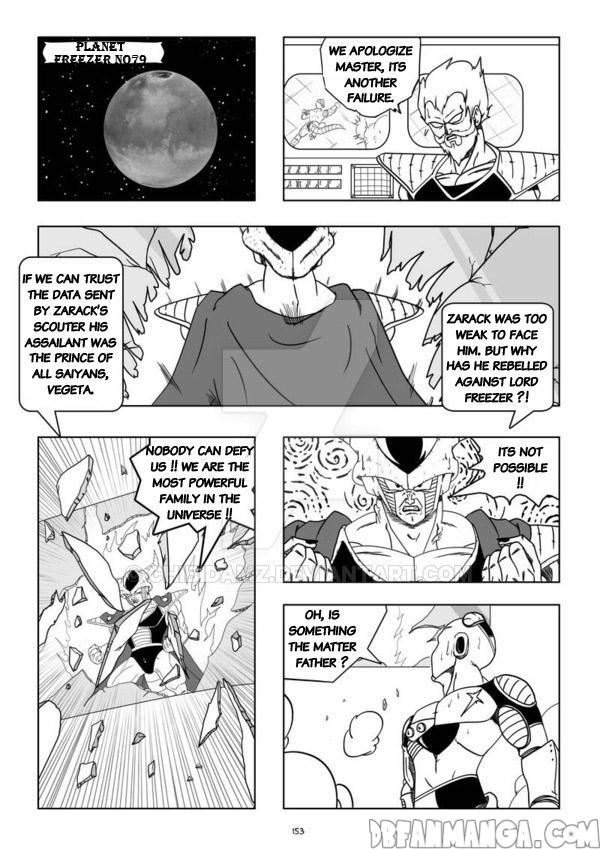 PLANET
FREEZER NO79
WE APOLOGIZE
MASTER, ITS
ANOTHER
FAILURE.
IF WE CAN TRUST
THE DATA SENT
BY ZARACK'S
SCOUTER HIS
ASSAILANT WAS
THE PRINCE OF
ALL SAIYANS,
VEGETA.
ZARACK WAS TOO
WEAK TO FACE
HIM. BUT WHY
HAS HE REBELLED
AGAINST LORD
FREEZER ?!
NOBODY CAN DEFY
US !! WE ARE THE
MOST POWERFUL
FAMILY IN THE
UNIVERSE !!
ITS NOT
POSSIBLE
!!
OH, IS
SOMETHING
THE MATTER
FATHER ?
153
DBFANMANGA.COM